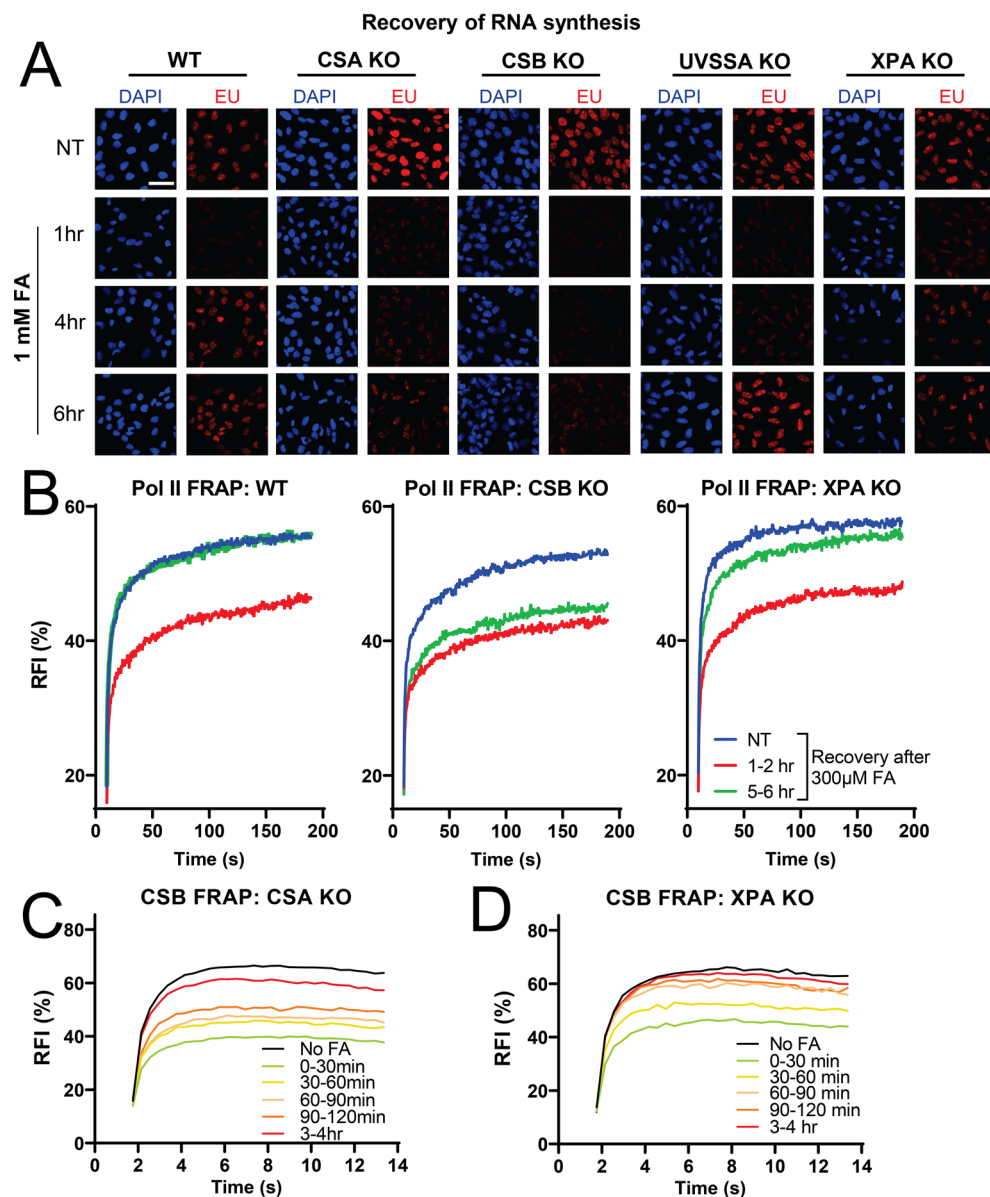 Recovery of RNA synthesis
A
WT CSA KO CSB KO UVSSA KO XPA KO
DAPI EU DAPI EU DAPI EU DAPI EU DAPI EU
NT
1 mM FA
1hr
4hr
6hr
B
Pol II FRAP: WT
Pol II FRAP: CSB KO
Pol II FRAP: XPA KO
RFI (%)
60
40
20
0 50 100 150 200
Time (s)
60
40
20
0 50 100 150 200
Time (s)
60
40
20
NT
1-2 hr
5-6 hr
Recovery after
300µM FA
0 50 100 150 200
Time (s)
C
CSB FRAP: CSA KO
RFI (%)
80
60
40
20
0
No FA
0-30min
30-60min
60-90min
90-120min
3-4hr
0 2 4 6 8 10 12 14
Time (s)
D
CSB FRAP: XPA KO
RFI (%)
80
60
40
20
0
No FA
0-30 min
30-60 min
60-90 min
90-120 min
3-4 hr
0 2 4 6 8 10 12 14
Time (s)